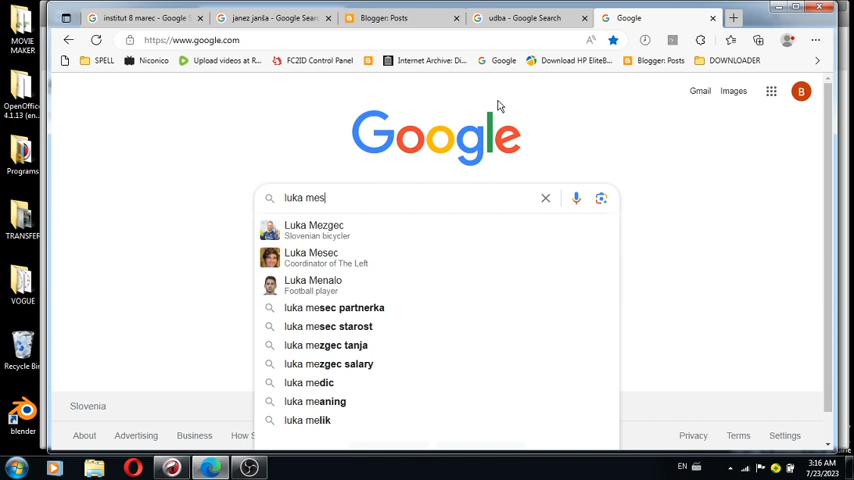 MOVIE
MAKER
OpenOffice
4.1.13 (en...
Programs
TRANSFER
VOGUE
Recycle Bin
blender
institut 8 marec - Google S
janez janša - Google Searc
Blogger: Posts
udba - Google Search
Google
https://www.google.com
SPELL
Niconico
Upload videos at R...
FC2ID Control Panel
Internet Archive: Di...
Google
Download HP EliteB...
Blogger: Posts
DOWNLOADER
Gmail Images
B
Google
luka mes
Luka Mezgec
Slovenian bicycler
Luka Mesec
Coordinator of The Left
Luka Menalo
Football player
luka mesec partnerka
luka mesec starost
luka mezgec tanja
luka mezgec salary
luka medic
luka meaning
luka melik
Slovenia
About Advertising Business How S
Privacy Terms Settings
EN
3:16 AM
7/23/2023